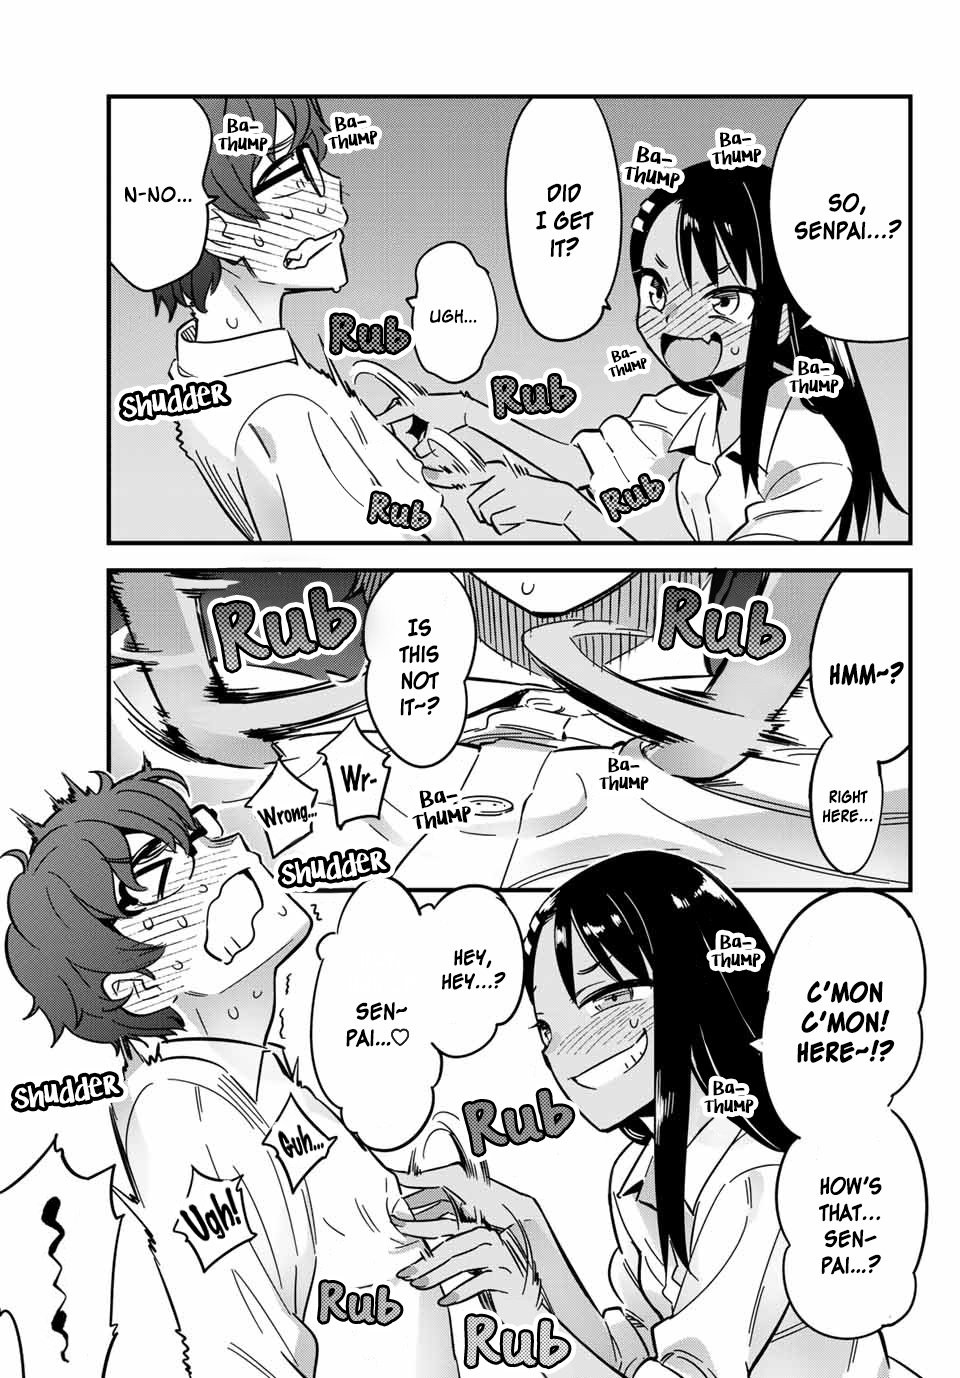 SO,
SENPAI...?
DID
I GET
IT?
Ba-
Thump
Ba-
Thump
Ba-
Thump
Ba-
Thump
UGH...
Ba-
Thump
Ba-
Thump
N-NO...
Rub
Rub
Rub
Rub
Shudder
HMM~?
RIGHT
HERE...
IS
THIS
NOT
IT~?
Rub
Rub
Ba-
Thump
Ba-
Thump
Wr-
Wrong...
Shudder
C'MON
C'MON!
HERE~!?
HOW'S
THAT...
SEN-
PAI...?
Ba-
Thump
Ba-
Thump
HEY,
HEY...?
SEN-
PAI...♡
Rub
Rub
Rub
Guh...
Ugh!
Shudder